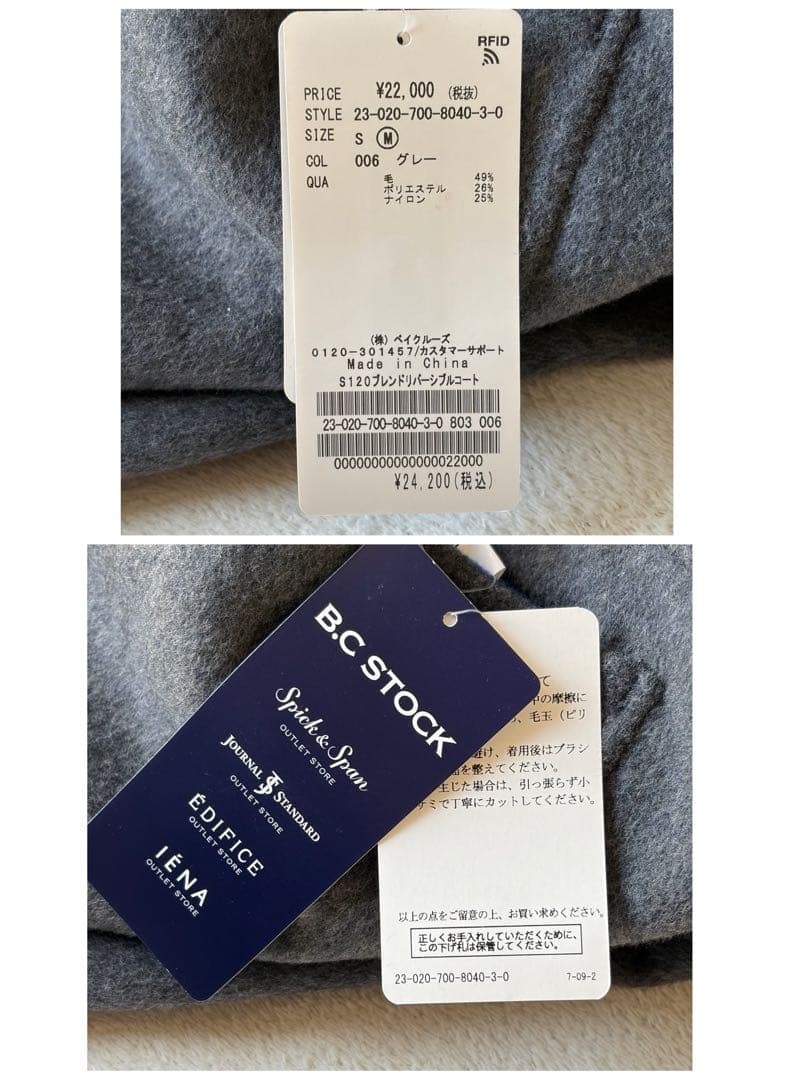 RFID
PRICE ¥22,000 (税抜)
STYLE 23-020-700-8040-3-0
SIZE S M
COL 006 グレー
QUA 毛 49%
ポリエステル 26%
ナイロン 25%
(株) ベイクルーズ
0120-301457/カスタマーサポート
Made in China
S120ブレンドリバーシブルコート
23-020-700-8040-3-0 803 006
00000000000000022000
¥24,200(税込)
B.C STOCK
Spick & Span
OUTLET STORE
JOURNAL JS STANDARD
OUTLET STORE
ÉDIFICE
OUTLET STORE
IÉNA
OUTLET STORE
て
中の摩擦に
、毛玉(ピリ
避け、着用後はブラシ
を整えてください。
生じた場合は、引っ張らず小
サミで丁寧にカットしてください。
以上の点をご留意の上、お買い求めください。
正しくお手入れしていただくために、
この下げ札は保管してください。
23-020-700-8040-3-0 7-09-2